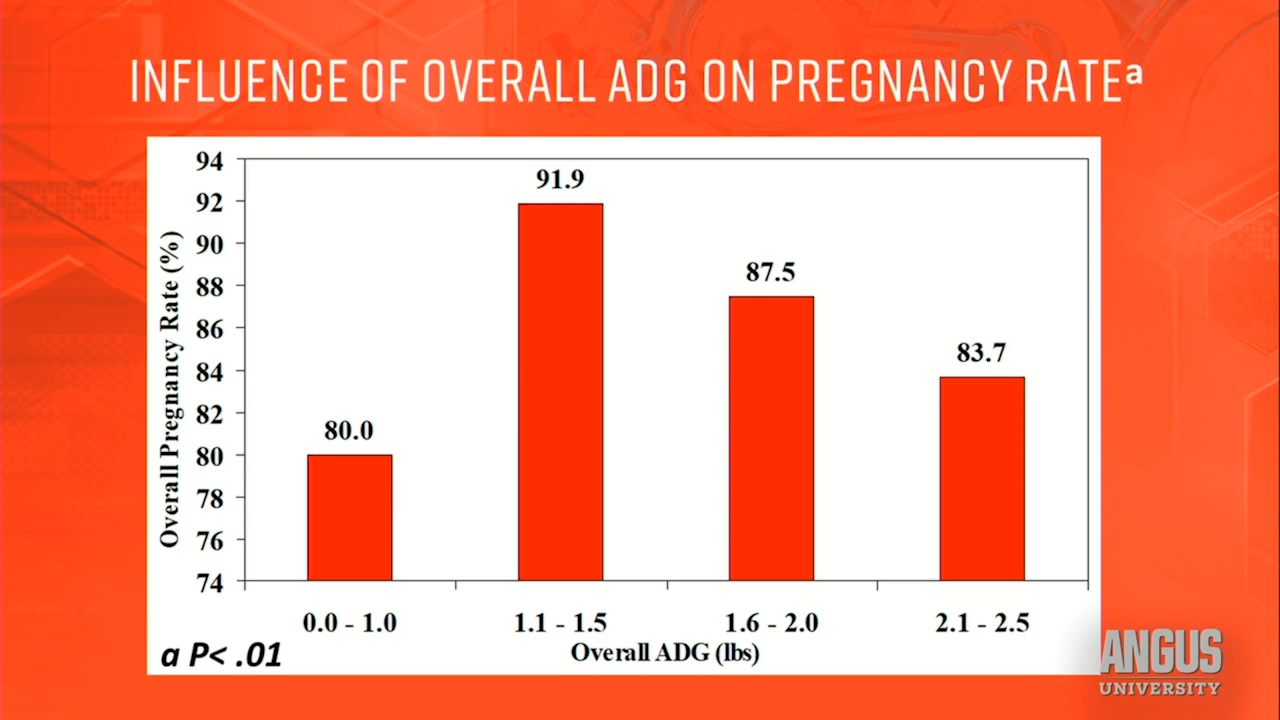 INFLUENCE OF OVERALL ADG ON PREGNANCY RATEª
94
92
90
88
86
84
82
80
78
76
74
Overall Pregnancy Rate (%)
80.0
91.9
87.5
83.7
0.0 - 1.0
1.1 - 1.5
1.6 - 2.0
2.1 - 2.5
Overall ADG (lbs)
a P< .01
ANGUS
UNIVERSITY